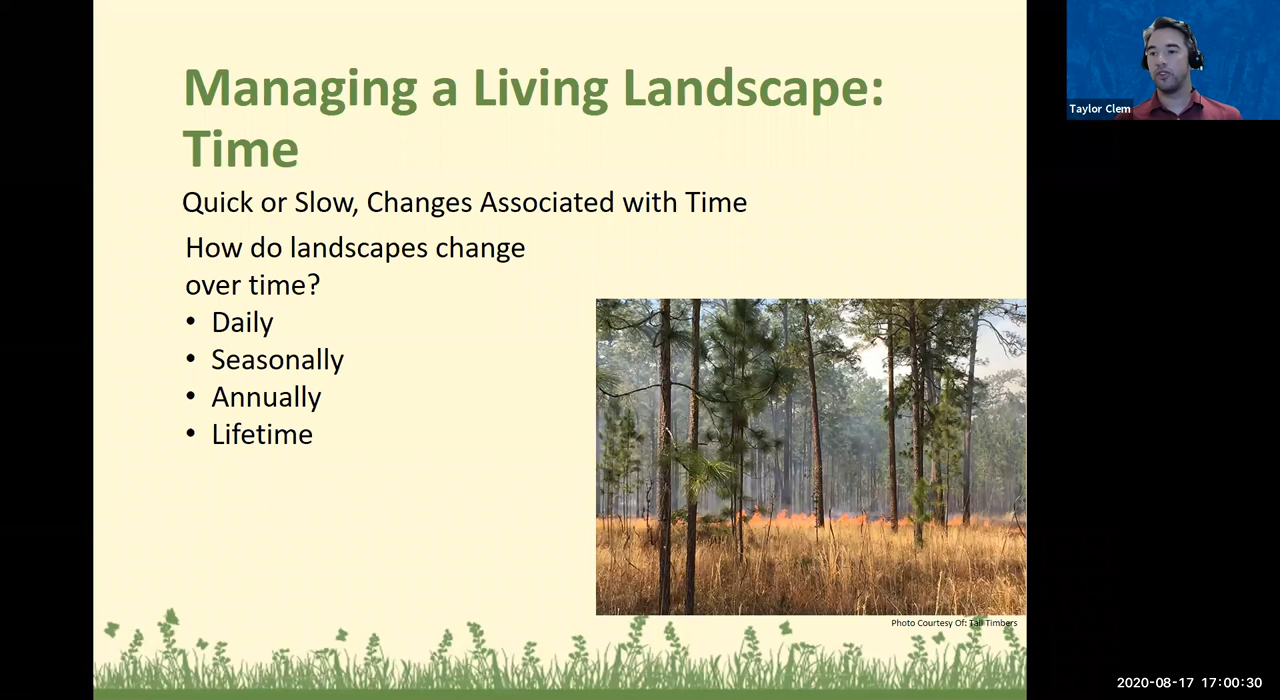 Managing a Living Landscape:
Time
Quick or Slow, Changes Associated with Time
How do landscapes change
over time?
• Daily
• Seasonally
• Annually
• Lifetime
Photo Courtesy Of: Tall Timbers
Taylor Clem
2020-08-17 17:00:30